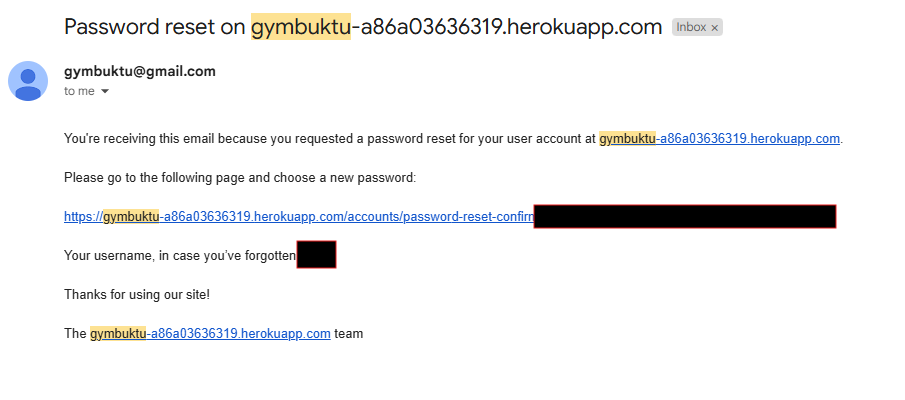 Password reset on gymbuktu-a86a03636319.herokuapp.com Inbox ×
gymbuktu@gmail.com
to me
You're receiving this email because you requested a password reset for your user account at gymbuktu-a86a03636319.herokuapp.com.
Please go to the following page and choose a new password:
https://gymbuktu-a86a03636319.herokuapp.com/accounts/password-reset-confirm
Your username, in case you've forgotten
Thanks for using our site!
The gymbuktu-a86a03636319.herokuapp.com team